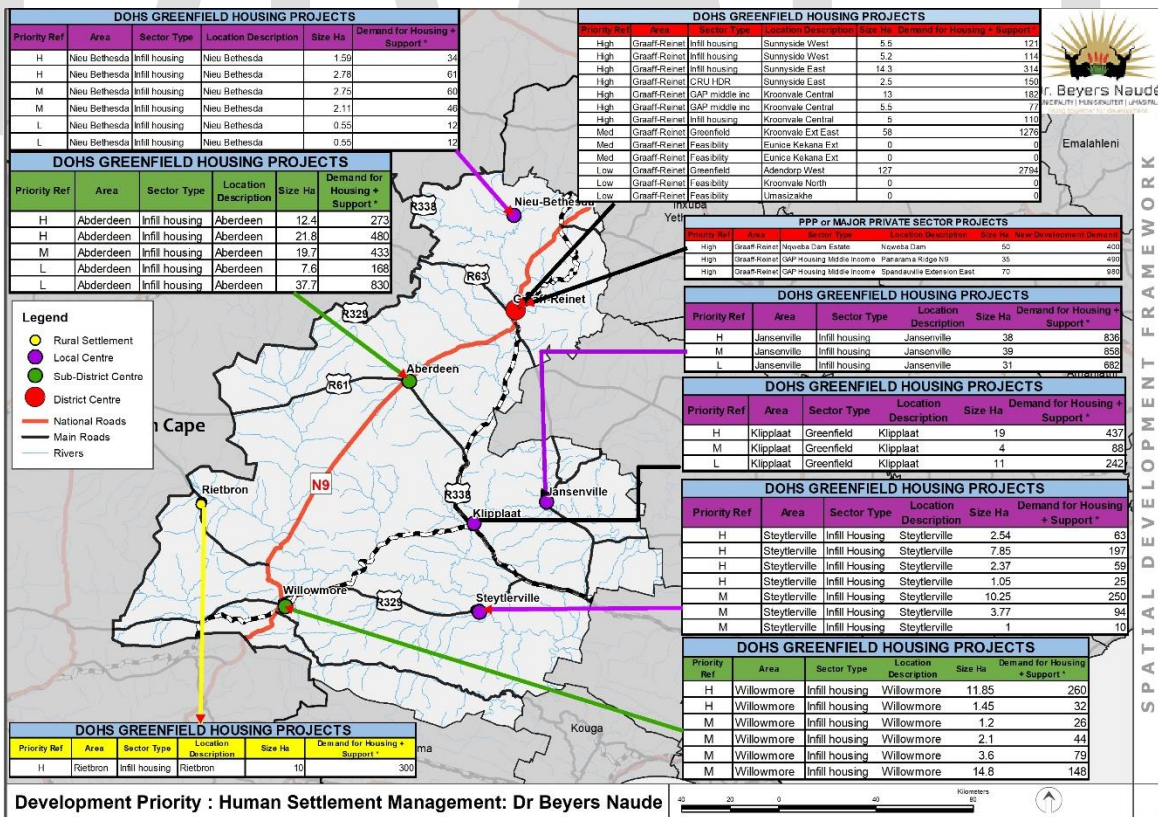 DOHS GREENFIELD HOUSING PROJECTS
Priority Ref Area Sector Type Location Description Size Ha Demand for Housing + Support *
H Nieu Bethesda Infill housing Nieu Bethesda 1.59 34
H Nieu Bethesda Infill housing Nieu Bethesda 2.78 61
M Nieu Bethesda Infill housing Nieu Bethesda 2.75 60
M Nieu Bethesda Infill housing Nieu Bethesda 2.11 46
L Nieu Bethesda Infill housing Nieu Bethesda 0.55 12
L Nieu Bethesda Infill housing Nieu Bethesda 0.55 12
DOHS GREENFIELD HOUSING PROJECTS
Priority Ref Area Sector Type Location Description Size Ha Demand for Housing + Support *
High Graaff-Reinet Infill housing Sunnyside West 5.5 121
High Graaff-Reinet Infill housing Sunnyside West 5.2 114
High Graaff-Reinet Infill housing Sunnyside East 14.3 314
High Graaff-Reinet CRU HDR Sunnyside East 2.5 150
High Graaff-Reinet GAP middle inc Kroonvale Central 13 182
High Graaff-Reinet GAP middle inc Kroonvale Central 5.5 77
High Graaff-Reinet Infill housing Kroonvale Central 5 110
Med Graaff-Reinet Greenfield Kroonvale Ext East 58 1276
Med Graaff-Reinet Feasibility Eunice Kekana Ext 0 0
Med Graaff-Reinet Feasibility Eunice Kekana Ext 0 0
Low Graaff-Reinet Greenfield Adendorp West 127 2794
Low Graaff-Reinet Feasibility Kroonvale North 0 0
Low Graaff-Reinet Feasibility Umasizakhe 0 0
Dr. Beyers Naudé
Emalahleni
DOHS GREENFIELD HOUSING PROJECTS
Priority Ref Area Sector Type Location Description Size Ha Demand for Housing + Support *
H Abderdeen Infill housing Aberdeen 12.4 273
H Abderdeen Infill housing Aberdeen 21.8 480
M Abderdeen Infill housing Aberdeen 19.7 433
L Abderdeen Infill housing Aberdeen 7.6 168
L Abderdeen Infill housing Aberdeen 37.7 830
R338
Nieu-Bethesda
R63
Graaff-Reinet
R329
Aberdeen
R61
PPP or MAJOR PRIVATE SECTOR PROJECTS
Priority Ref Area Sector Type Location Description Size Ha New Development Demand
High Graaff-Reinet Nqweba Dam Estate Nqweba Dam 50 400
High Graaff-Reinet GAP Housing Middle Income Panarama Ridge N9 35 490
High Graaff-Reinet GAP Housing Middle Income Spandauville Extension East 70 980
DOHS GREENFIELD HOUSING PROJECTS
Priority Ref Area Sector Type Location Description Size Ha Demand for Housing + Support *
H Jansenville Infill housing Jansenville 38 836
M Jansenville Infill housing Jansenville 39 858
L Jansenville Infill housing Jansenville 31 682
Legend
Rural Settlement
Local Centre
Sub-District Centre
District Centre
National Roads
Main Roads
Rivers
n Cape
DOHS GREENFIELD HOUSING PROJECTS
Priority Ref Area Sector Type Location Description Size Ha Demand for Housing + Support *
H Klipplaat Greenfield Klipplaat 19 437
M Klipplaat Greenfield Klipplaat 4 88
L Klipplaat Greenfield Klipplaat 11 242
Rietbron
N9
R338
Jansenville
Klipplaat
Willowmore
R329
Steytlerville
DOHS GREENFIELD HOUSING PROJECTS
Priority Ref Area Sector Type Location Description Size Ha Demand for Housing + Support *
H Steytlerville Infill Housing Steytlerville 2.54 63
H Steytlerville Infill Housing Steytlerville 7.85 197
H Steytlerville Infill Housing Steytlerville 2.37 59
H Steytlerville Infill Housing Steytlerville 1.05 25
M Steytlerville Infill Housing Steytlerville 10.25 250
M Steytlerville Infill Housing Steytlerville 3.77 94
M Steytlerville Infill Housing Steytlerville 1 10
DOHS GREENFIELD HOUSING PROJECTS
Priority Ref Area Sector Type Location Description Size Ha Demand for Housing + Support *
H Willowmore Infill housing Willowmore 11.85 260
H Willowmore Infill housing Willowmore 1.45 32
M Willowmore Infill housing Willowmore 1.2 26
M Willowmore Infill housing Willowmore 2.1 44
M Willowmore Infill housing Willowmore 3.6 79
M Willowmore Infill housing Willowmore 14.8 148
Kouga
DOHS GREENFIELD HOUSING PROJECTS
Priority Ref Area Sector Type Location Description Size Ha Demand for Housing + Support *
H Rietbron Infill housing Rietbron 10 300
ma
Development Priority : Human Settlement Management: Dr Beyers Naude
Kilometers
40 20 0 40 80
SPATIAL DEVELOPMENT FRAMEWORK